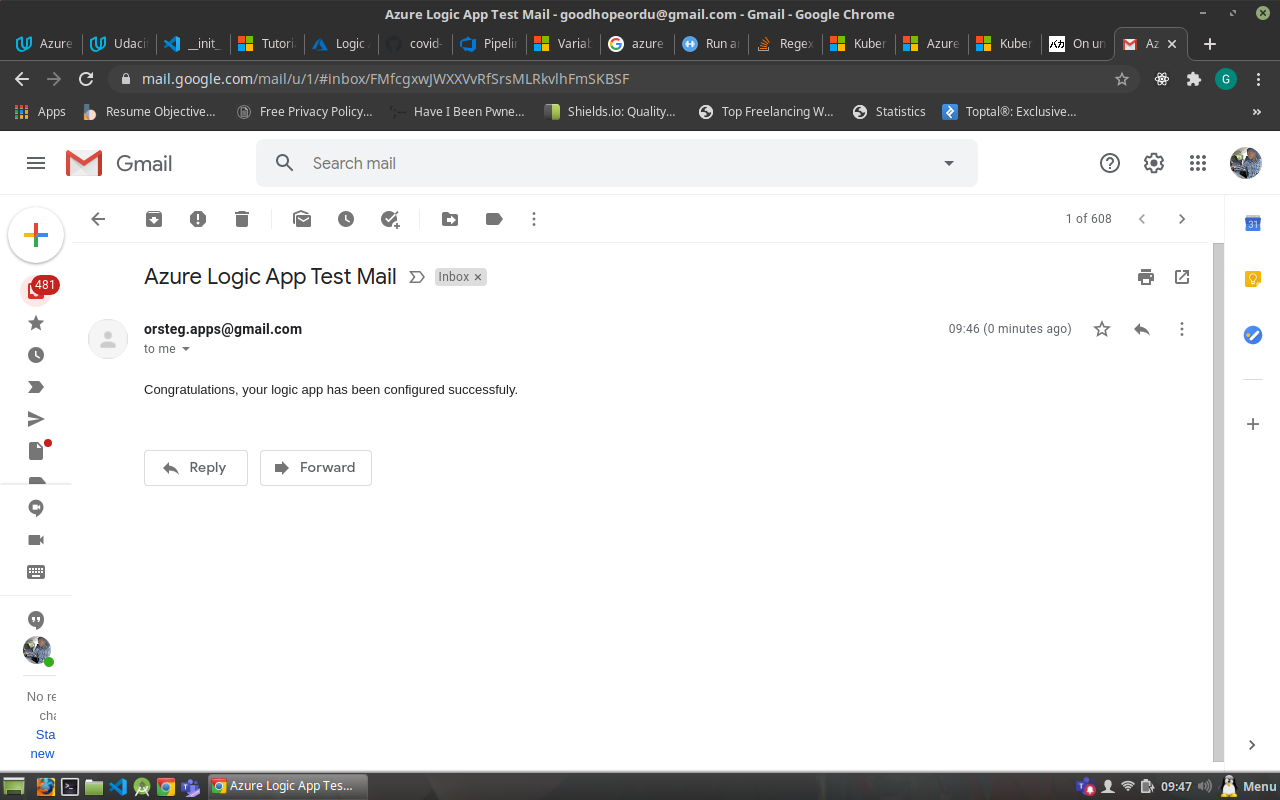 Azure Logic App Test Mail - goodhopeordu@gmail.com - Gmail - Google Chrome
Azure Udaci __init_ Tutori Logic covid- Pipelin Variab azure Run a Regex Kuber Azure Kuber On un Az
mail.google.com/mail/u/1/#inbox/FMfcgxwJWXXVvRfSrsMLRkvlhFmSKBSF G
Apps Resume Objective... Free Privacy Policy... Have I Been Pwne... Shields.io: Quality... Top Freelancing W... Statistics Toptal®: Exclusive... »
Gmail Search mail
1 of 608
31
Azure Logic App Test Mail Inbox ×
481
orsteg.apps@gmail.com 09:46 (0 minutes ago)
to me
Congratulations, your logic app has been configured successfuly.
Reply Forward
No re
cha
Sta
new
Azure Logic App Tes... 09:47 Menu